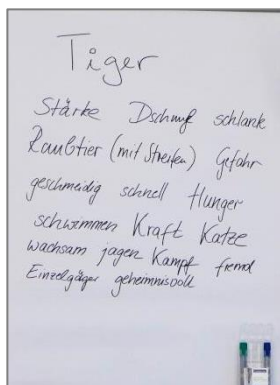 Tiger
Stärke Dschungel schlank
Raubtier (mit Streifen) Gefahr
geschmeidig schnell Hunger
schwimmen Kraft Katze
wachsam jagen Kampf fremd
Einzelgänger geheimnisvoll